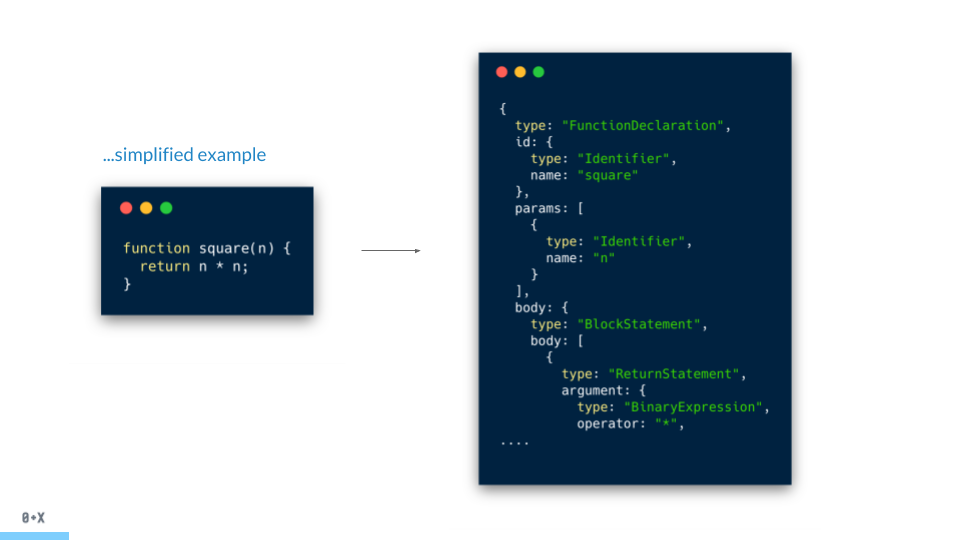 ...simplified example
function square(n) {
  return n * n;
}
{
  type: "FunctionDeclaration",
  id: {
    type: "Identifier",
    name: "square"
  },
  params: [
    {
      type: "Identifier",
      name: "n"
    }
  ],
  body: {
    type: "BlockStatement",
    body: [
      {
        type: "ReturnStatement",
        argument: {
          type: "BinaryExpression",
          operator: "*",
....
0+X